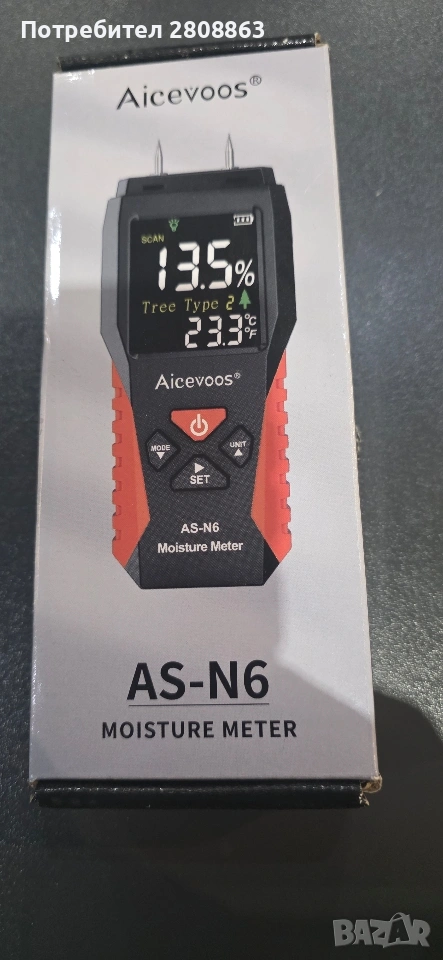 Потребител 2808863
Aicevoos®
SCAN
13.5%
Tree Type 2
23.3 °C °F
Aicevoos®
MODE
UNIT
SET
AS-N6
Moisture Meter
AS-N6
MOISTURE METER
BAZAR